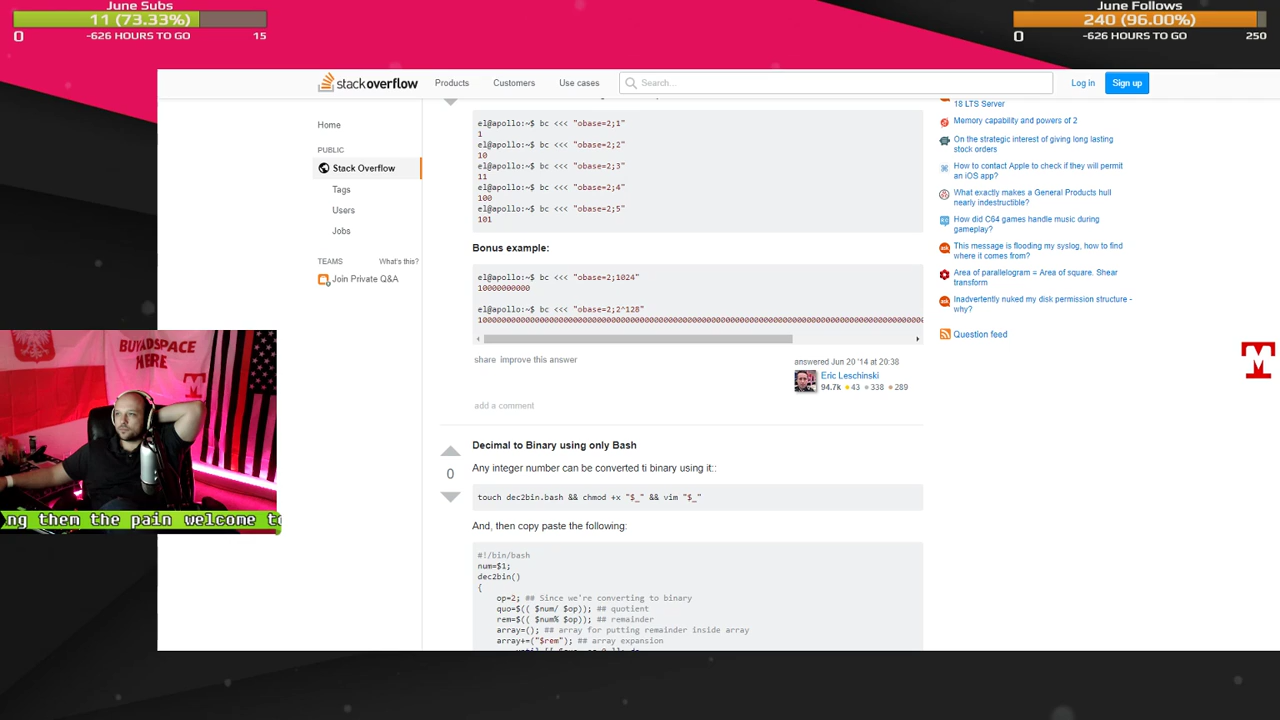 June Subs
11 (73.33%)
0
-626 HOURS TO GO
15
June Follows
240 (96.00%)
0
-626 HOURS TO GO
250
stackoverflow
Products
Customers
Use cases
Search...
Log in
Sign up
Home
PUBLIC
Stack Overflow
Tags
Users
Jobs
TEAMS
What's this?
Join Private Q&A
el@apollo:~$ bc <<< "obase=2;1"
1
el@apollo:~$ bc <<< "obase=2;2"
10
el@apollo:~$ bc <<< "obase=2;3"
11
el@apollo:~$ bc <<< "obase=2;4"
100
el@apollo:~$ bc <<< "obase=2;5"
101
Bonus example:
el@apollo:~$ bc <<< "obase=2;1024"
10000000000
el@apollo:~$ bc <<< "obase=2;2^128"
share improve this answer
answered Jun 20 '14 at 20:38
Eric Leschinski
94.7k 43 338 289
add a comment
0
Decimal to Binary using only Bash
Any integer number can be converted ti binary using it::
touch dec2bin.bash && chmod +x "$_" && vim "$_"
And, then copy paste the following:
#!/bin/bash
num=$1;
dec2bin()
{
op=2; ## Since we're converting to binary
quo=$(( $num/ $op)); ## quotient
rem=$(( $num% $op)); ## remainder
array=(); ## array for putting remainder inside array
array+=("$rem"); ## array expansion
18 LTS Server
Memory capability and powers of 2
On the strategic interest of giving long lasting
stock orders
How to contact Apple to check if they will permit
an iOS app?
What exactly makes a General Products hull
nearly indestructible?
How did C64 games handle music during
gameplay?
This message is flooding my syslog, how to find
where it comes from?
Area of parallelogram = Area of square. Shear
transform
Inadvertently nuked my disk permission structure -
why?
Question feed
BUY ADSPACE
HERE
ng them the pain welcome to